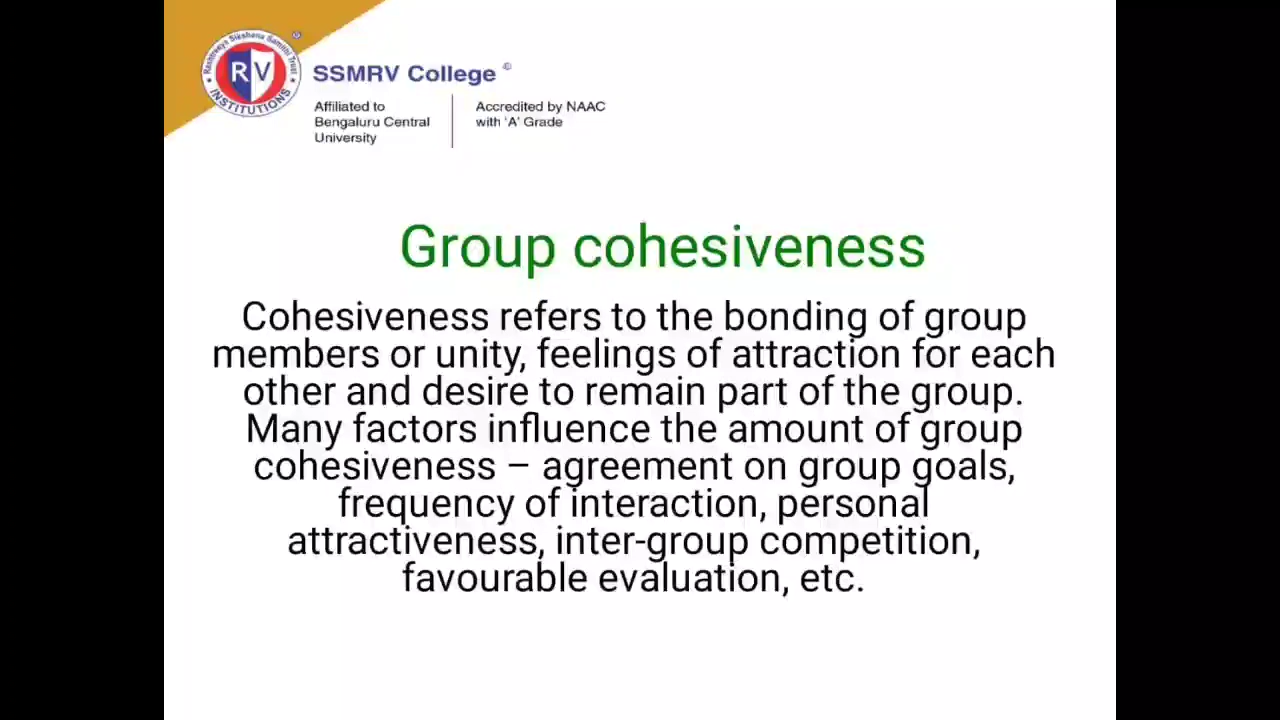 Rashtreeya Sikshana Samithi Trust
RV
INSTITUTIONS
®
SSMRV College ©
Affiliated to
Bengaluru Central
University
Accredited by NAAC
with 'A' Grade
Group cohesiveness
Cohesiveness refers to the bonding of group
members or unity, feelings of attraction for each
other and desire to remain part of the group.
Many factors influence the amount of group
cohesiveness – agreement on group goals,
frequency of interaction, personal
attractiveness, inter-group competition,
favourable evaluation, etc.